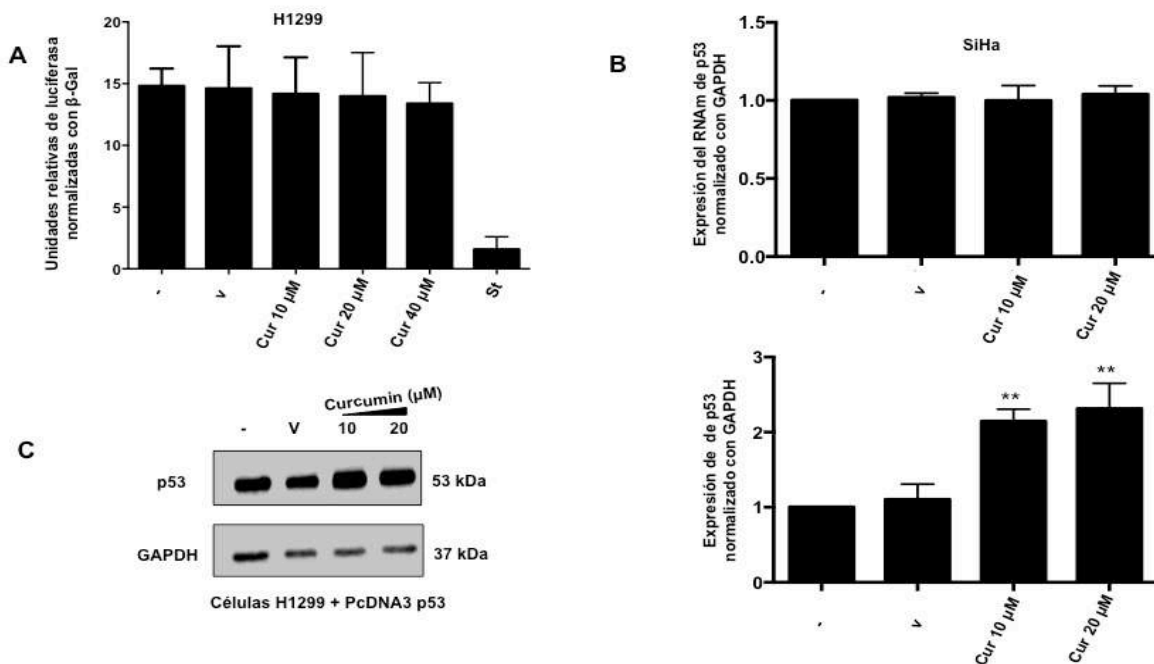 A
H1299
Unidades relativas de luciferasa
normalizadas con β-Gal
20
15
10
5
0
-
v
Cur 10 µM
Cur 20 µM
Cur 40 µM
St
B
SiHa
Expresión del RNAm de p53
normalizado con GAPDH
1.5
1.0
0.5
0.0
-
v
Cur 10 µM
Cur 20 µM
C
Curcumin (µM)
- V 10 20
p53 53 kDa
GAPDH 37 kDa
Células H1299 + PcDNA3 p53
Expresión de de p53
normalizado con GAPDH
3
2
1
0
** **
-
v
Cur 10 µM
Cur 20 µM